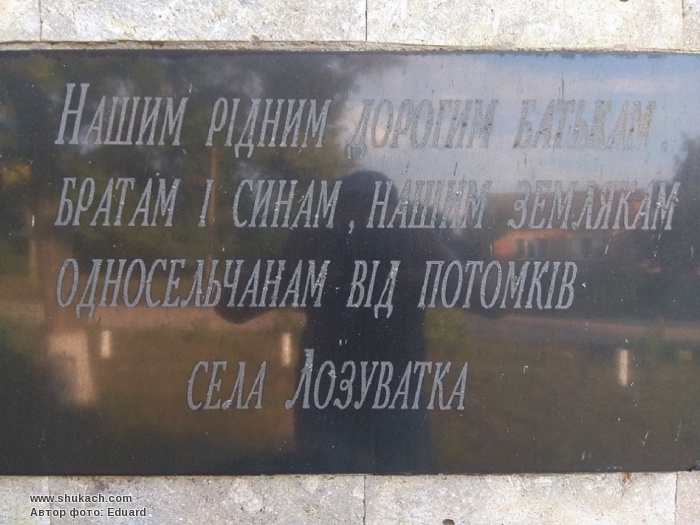 Нашим рідним дорогим батькам,
братам і синам, нашим землякам
односельчанам від потомків
села Лозуватка
www.shukach.com
Автор фото: Eduard